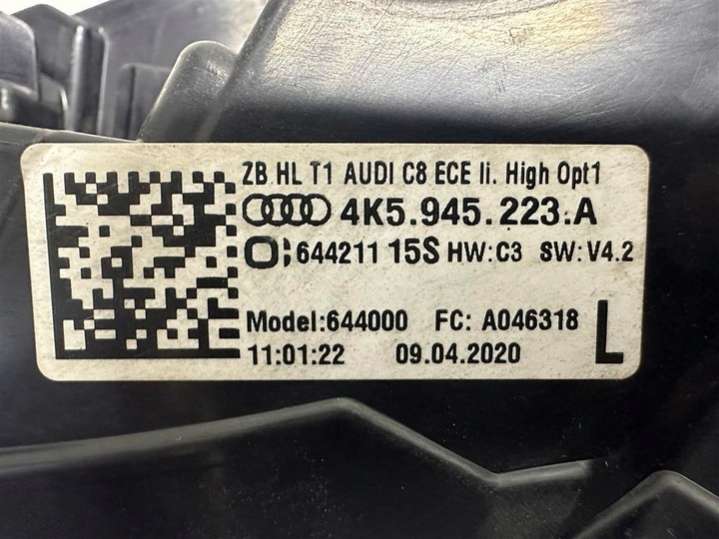 ZB HL T1 AUDI C8 ECE li. High Opt1
4K5.945.223.A
644211 15S HW:C3 SW:V4.2
Model:644000 FC: A046318
11:01:22 09.04.2020 L